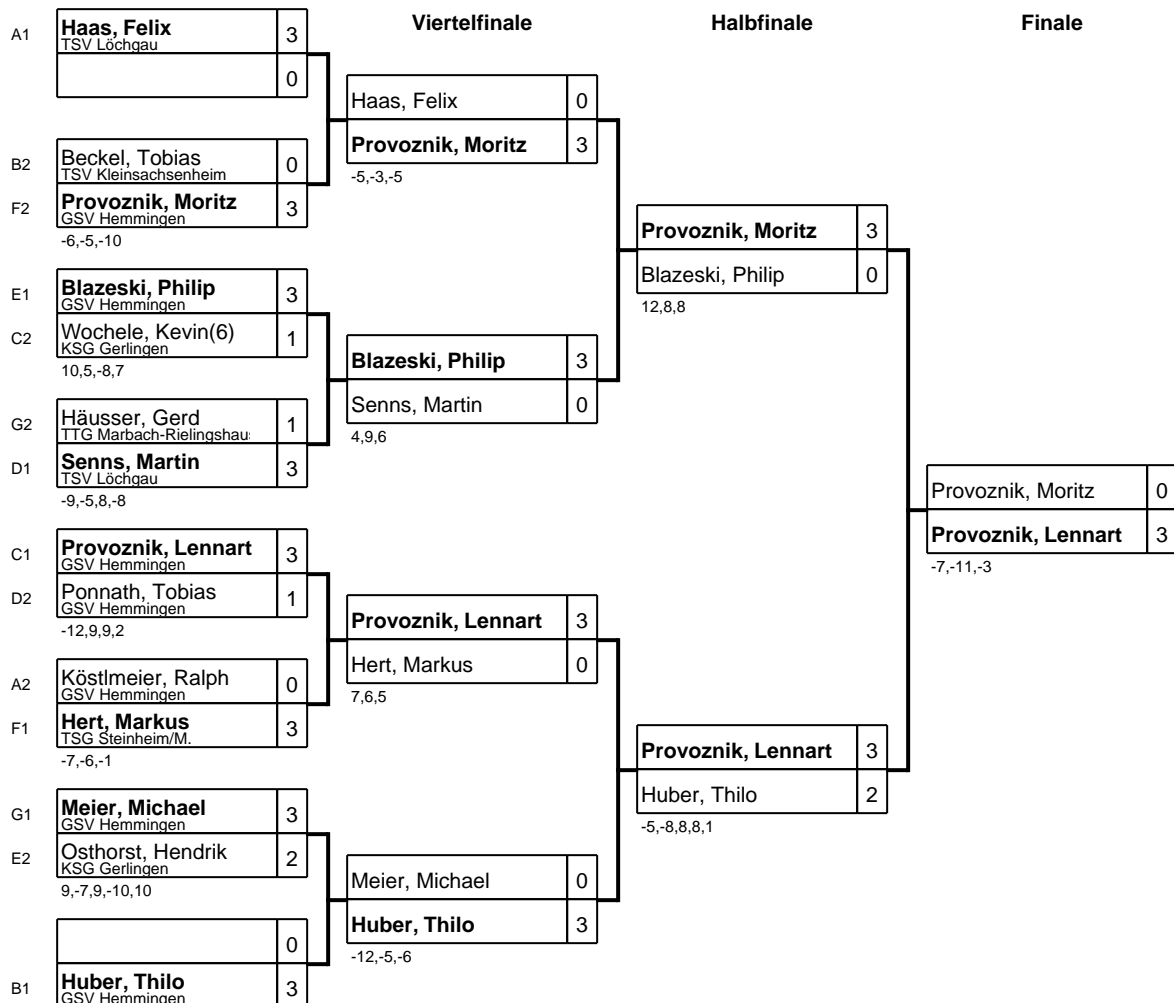 Viertelfinale
Halbfinale
Finale
A1
Haas, Felix
TSV Löchgau
3
0
B2
Beckel, Tobias
TSV Kleinsachsenheim
0
F2
Provoznik, Moritz
GSV Hemmingen
3
-6,-5,-10
E1
Blazeski, Philip
GSV Hemmingen
3
C2
Wochele, Kevin(6)
KSG Gerlingen
1
10,5,-8,7
G2
Häusser, Gerd
TTG Marbach-Rielingshau
1
D1
Senns, Martin
TSV Löchgau
3
-9,-5,8,-8
C1
Provoznik, Lennart
GSV Hemmingen
3
D2
Ponnath, Tobias
GSV Hemmingen
1
-12,9,9,2
A2
Köstlmeier, Ralph
GSV Hemmingen
0
F1
Hert, Markus
TSG Steinheim/M.
3
-7,-6,-1
G1
Meier, Michael
GSV Hemmingen
3
E2
Osthorst, Hendrik
KSG Gerlingen
2
9,-7,9,-10,10
0
B1
Huber, Thilo
GSV Hemmingen
3
Haas, Felix 0
Provoznik, Moritz 3
-5,-3,-5
Blazeski, Philip 3
Senns, Martin 0
4,9,6
Provoznik, Lennart 3
Hert, Markus 0
7,6,5
Meier, Michael 0
Huber, Thilo 3
-12,-5,-6
Provoznik, Moritz 3
Blazeski, Philip 0
12,8,8
Provoznik, Lennart 3
Huber, Thilo 2
-5,-8,8,8,1
Provoznik, Moritz 0
Provoznik, Lennart 3
-7,-11,-3